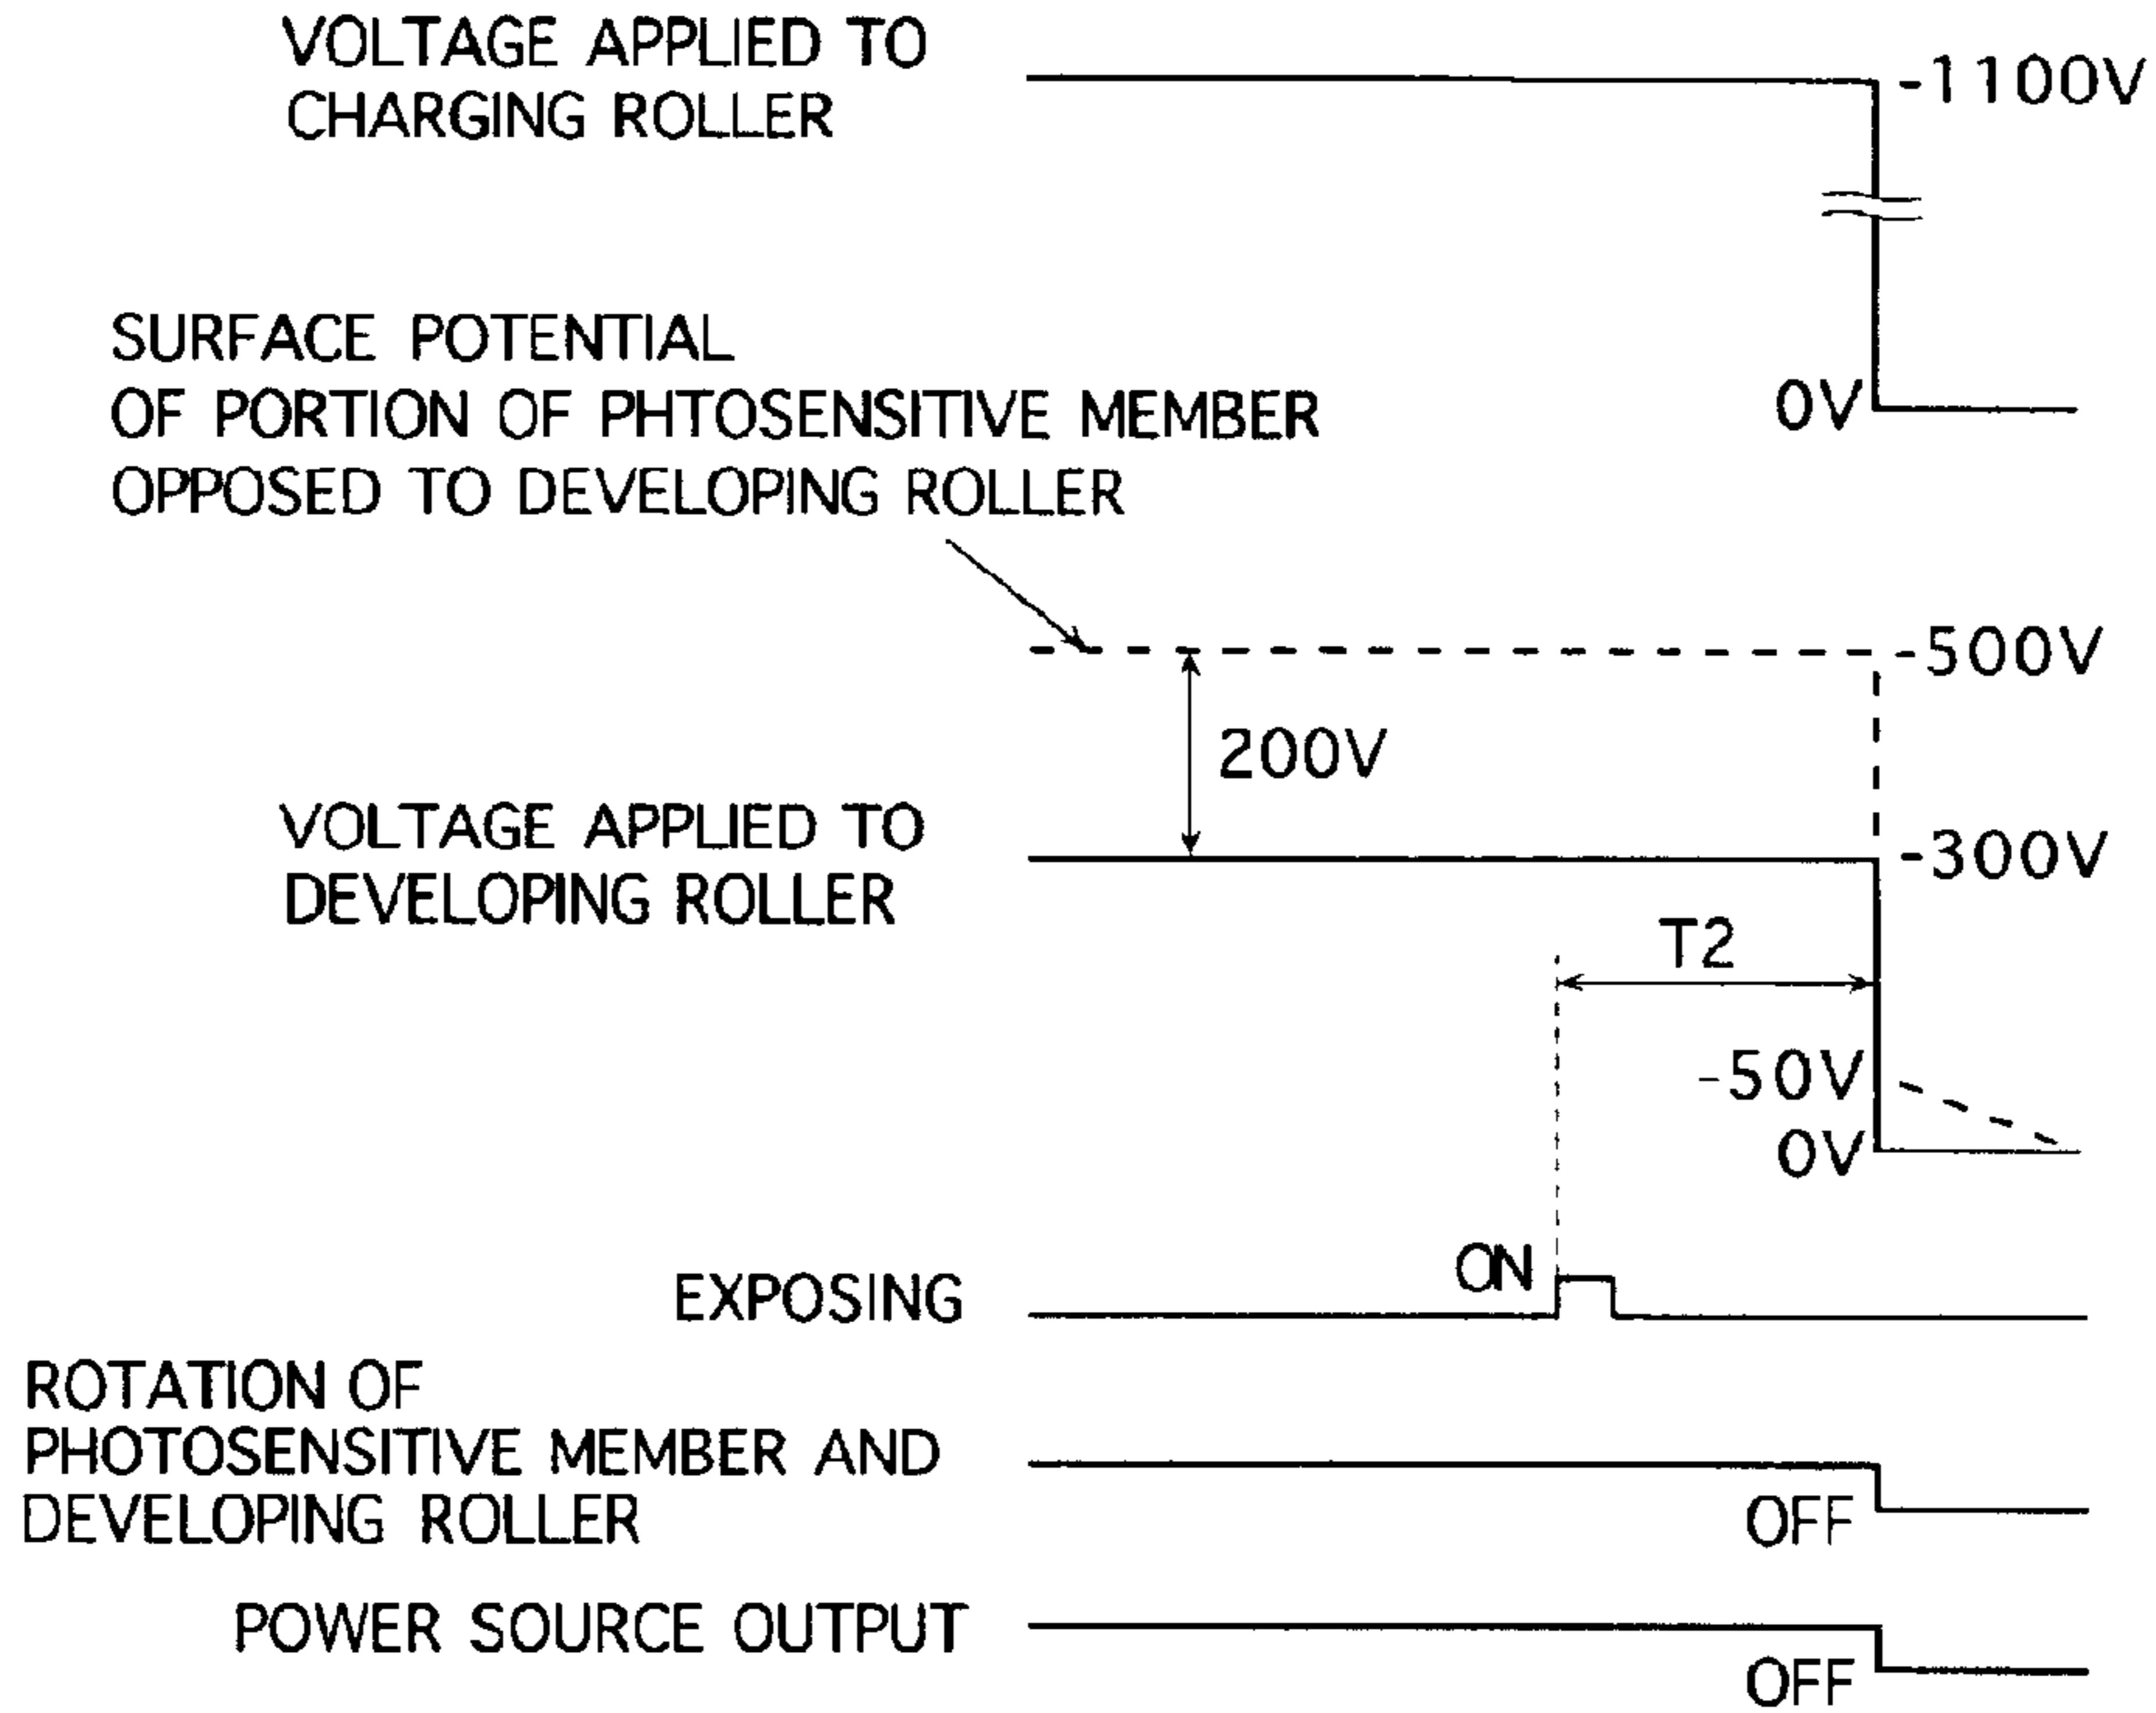 VOLTAGE APPLIED TO
CHARGING ROLLER
-1100V
0V
SURFACE POTENTIAL
OF PORTION OF PHTOSENSITIVE MEMBER
OPPOSED TO DEVELOPING ROLLER
-500V
200V
VOLTAGE APPLIED TO
DEVELOPING ROLLER
-300V
T2
-50V
0V
ON
EXPOSING
ROTATION OF
PHOTOSENSITIVE MEMBER AND
DEVELOPING ROLLER
OFF
POWER SOURCE OUTPUT
OFF